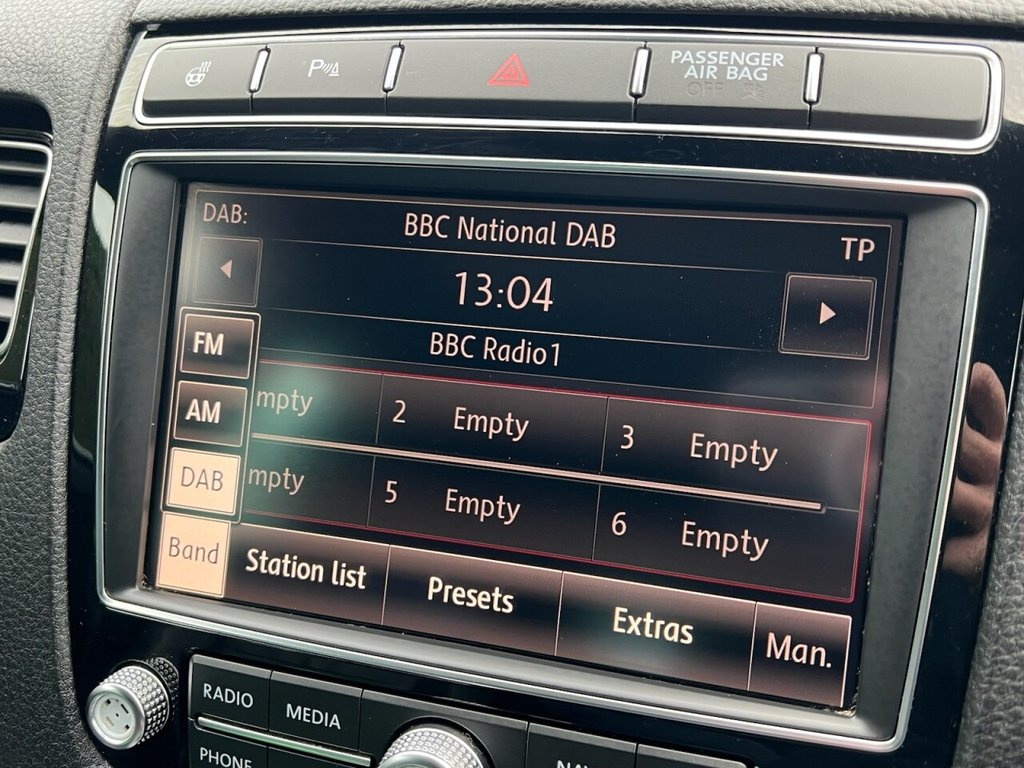 P
PASSENGER
AIR BAG
OFF
DAB:
BBC National DAB
TP
13:04
BBC Radio1
FM
AM
DAB
Band
mpty
2 Empty
3 Empty
mpty
5 Empty
6 Empty
Station list
Presets
Extras
Man.
RADIO
MEDIA
PHONE